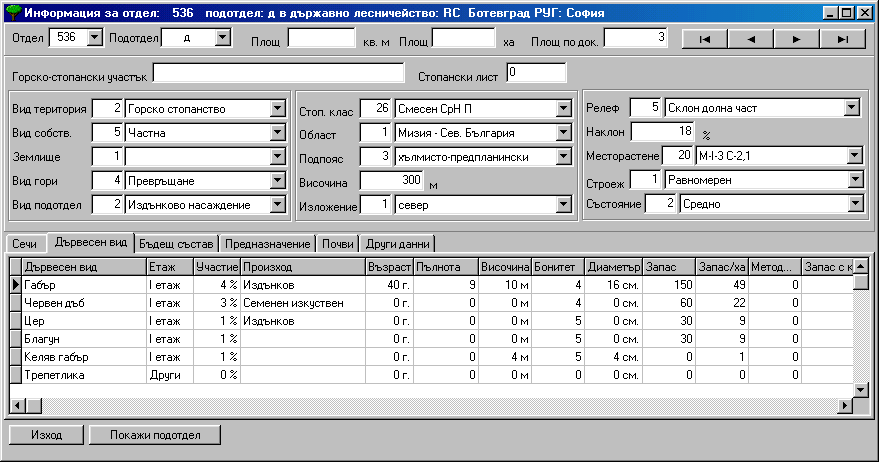 Информация за отдел: 536 подотдел: д в държавно лесничейство: RC Ботевград РУГ: София
Отдел 536 Подотдел д Площ кв. м Площ ха Площ по док. 3
Горско-стопански участък Стопански лист 0
Вид територия 2 Горско стопанство
Вид собств. 5 Частна
Землище 1
Вид гори 4 Превръщане
Вид подотдел 2 Издънково насаждение
Стоп. клас 26 Смесен СрН П
Област 1 Мизия - Сев. България
Подпояс 3 хълмисто-предпланински
Височина 300 м
Изложение 1 север
Релеф 5 Склон долна част
Наклон 18 %
Месторастене 20 М-I-3 С-2,1
Строеж 1 Равномерен
Състояние 2 Средно
Сечи Дървесен вид Бъдещ състав Предназначение Почви Други данни
Дървесен вид Етаж Участие Произход Възраст Пълнота Височина Бонитет Диаметър Запас Запас/ха Метод... Запас с к
Габър I етаж 4 % Издънков 40 г. 9 10 м 4 16 см. 150 49 0
Червен дъб I етаж 3 % Семенен изкуствен 0 г. 0 0 м 4 0 см. 60 22 0
Цер I етаж 1 % Издънков 0 г. 0 0 м 5 0 см. 30 9 0
Благун I етаж 1 % 0 г. 0 0 м 5 0 см. 30 9 0
Келяв габър I етаж 1 % 0 г. 0 4 м 5 4 см. 0 1 0
Трепетлика Други 0 % 0 г. 0 0 м 0 0 см. 0 0 0
Изход Покажи подотдел